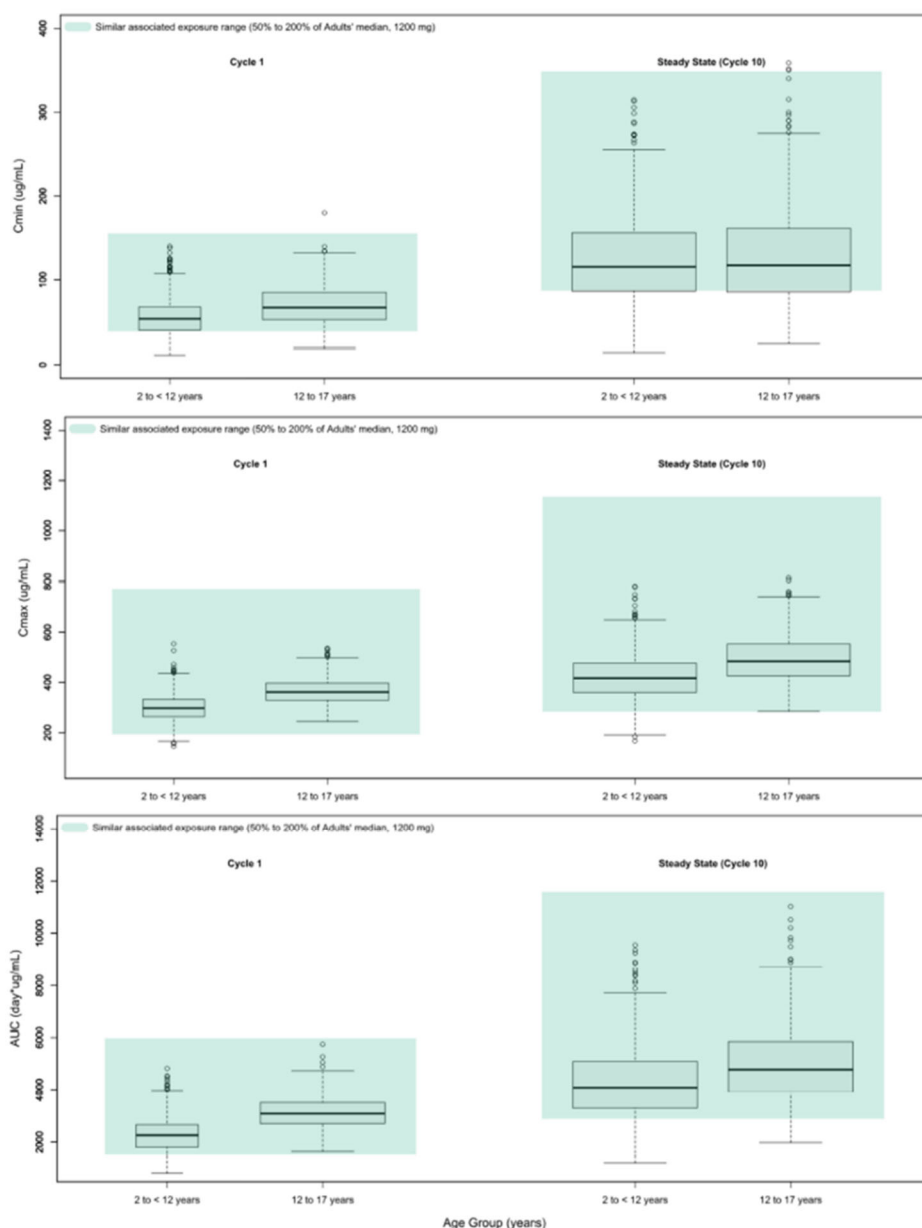 Similar associated exposure range (50% to 200% of Adults' median, 1200 mg)
Cycle 1
Steady State (Cycle 10)
400
300
200
100
0
Cmin (ug/mL)
2 to < 12 years
12 to 17 years
2 to < 12 years
12 to 17 years
Similar associated exposure range (50% to 200% of Adults' median, 1200 mg)
Cycle 1
Steady State (Cycle 10)
1400
1200
1000
800
600
400
200
Cmax (ug/mL)
2 to < 12 years
12 to 17 years
2 to < 12 years
12 to 17 years
Similar associated exposure range (50% to 200% of Adults' median, 1200 mg)
Cycle 1
Steady State (Cycle 10)
14000
12000
10000
8000
6000
4000
2000
AUC (day*ug/mL)
2 to < 12 years
12 to 17 years
2 to < 12 years
12 to 17 years
Age Group (years)